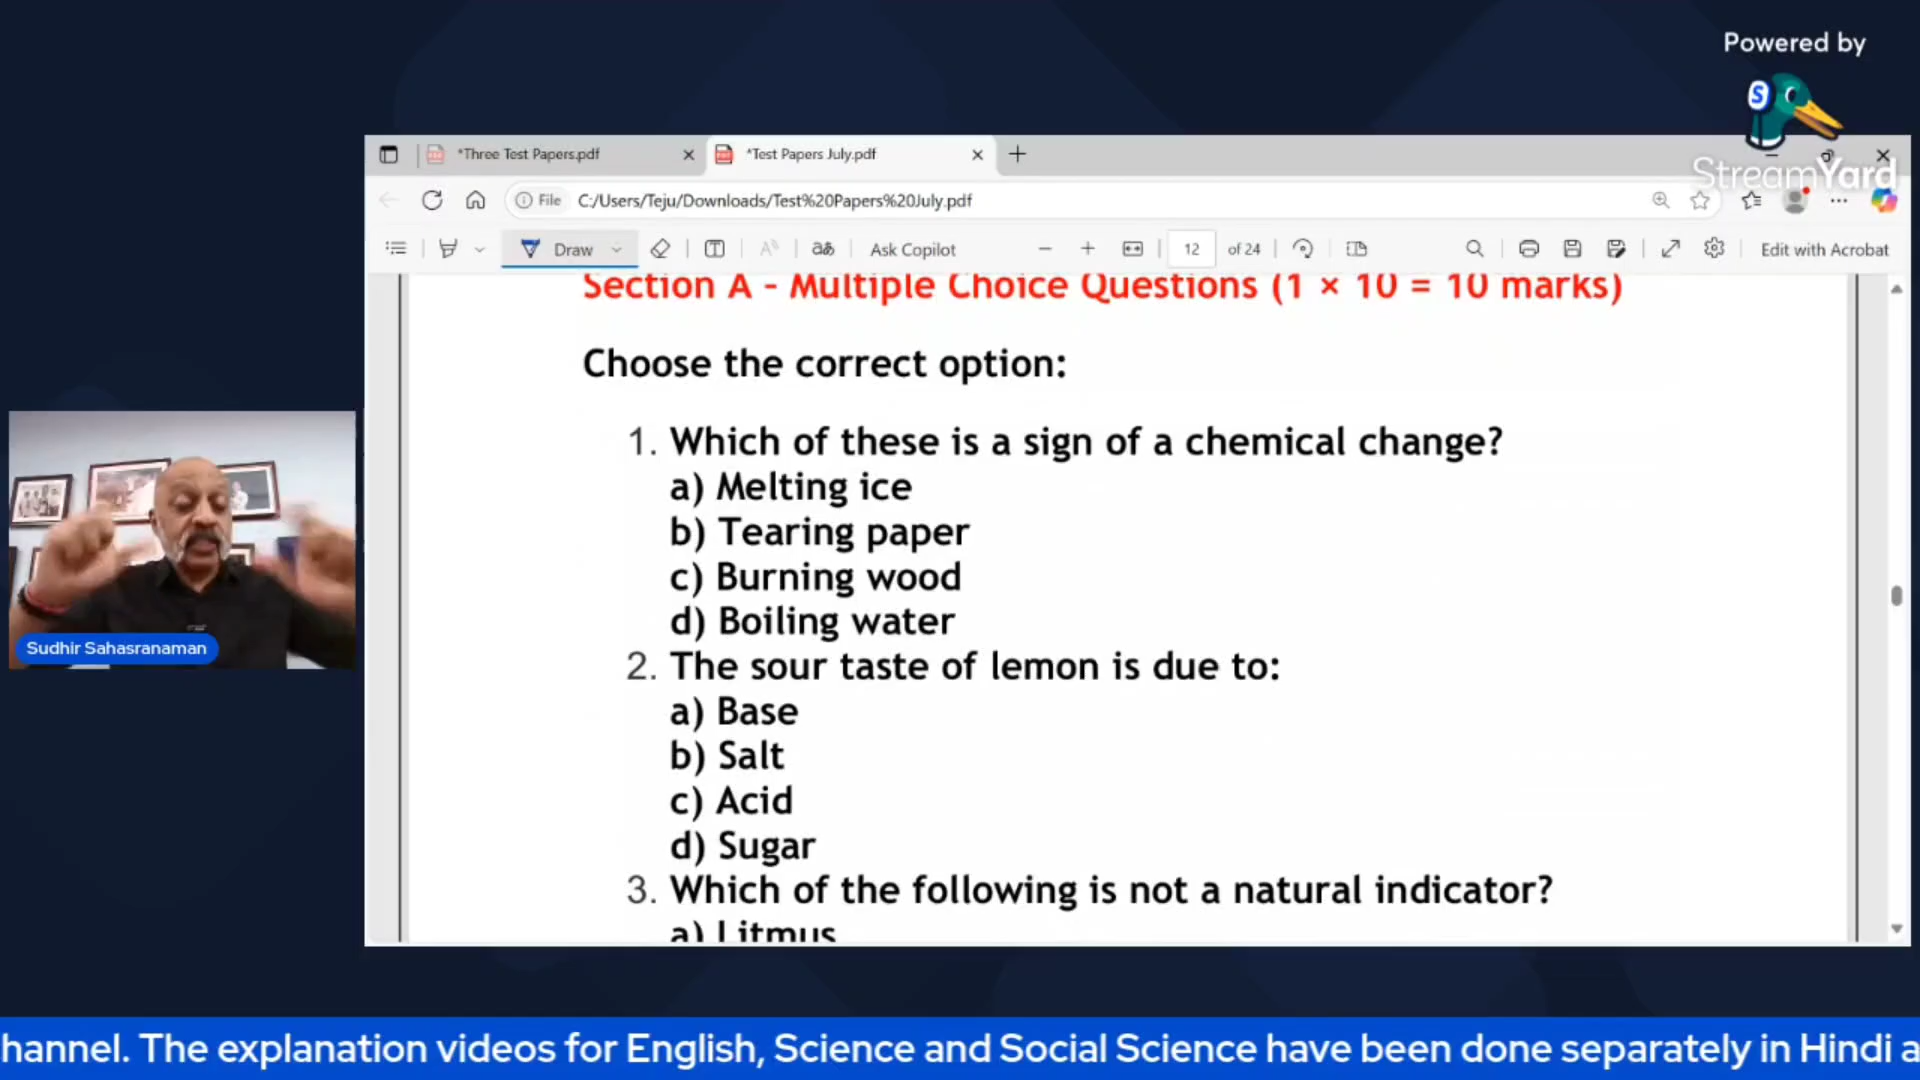 Powered by
StreamYard
*Three Test Papers.pdf
*Test Papers July.pdf
File
C:/Users/Teju/Downloads/Test%20Papers%20July.pdf
Draw
Ask Copilot
12
of 24
Edit with Acrobat
Section A - Multiple Choice Questions (1 × 10 = 10 marks)
Choose the correct option:
1. Which of these is a sign of a chemical change?
a) Melting ice
b) Tearing paper
c) Burning wood
d) Boiling water
2. The sour taste of lemon is due to:
a) Base
b) Salt
c) Acid
d) Sugar
3. Which of the following is not a natural indicator?
a) Litmus
Sudhir Sahasranaman
hannel. The explanation videos for English, Science and Social Science have been done separately in Hindi a